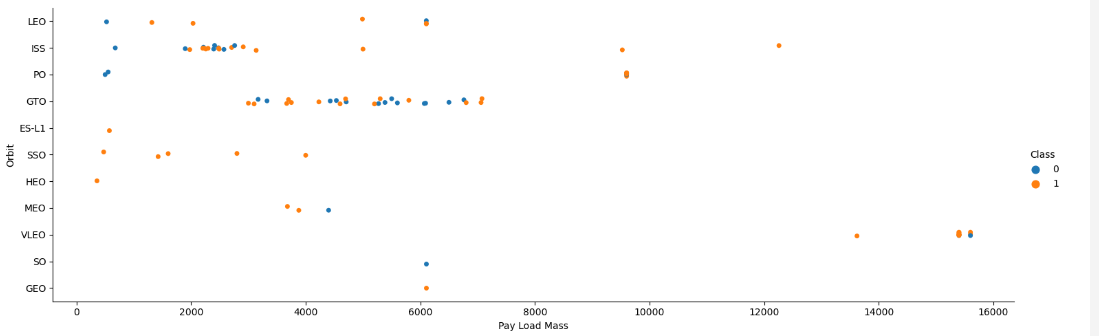 LEO
ISS
PO
GTO
ES-L1
SSO
HEO
MEO
VLEO
SO
GEO
Orbit
0 2000 4000 6000 8000 10000 12000 14000 16000
Pay Load Mass
Class
0
1